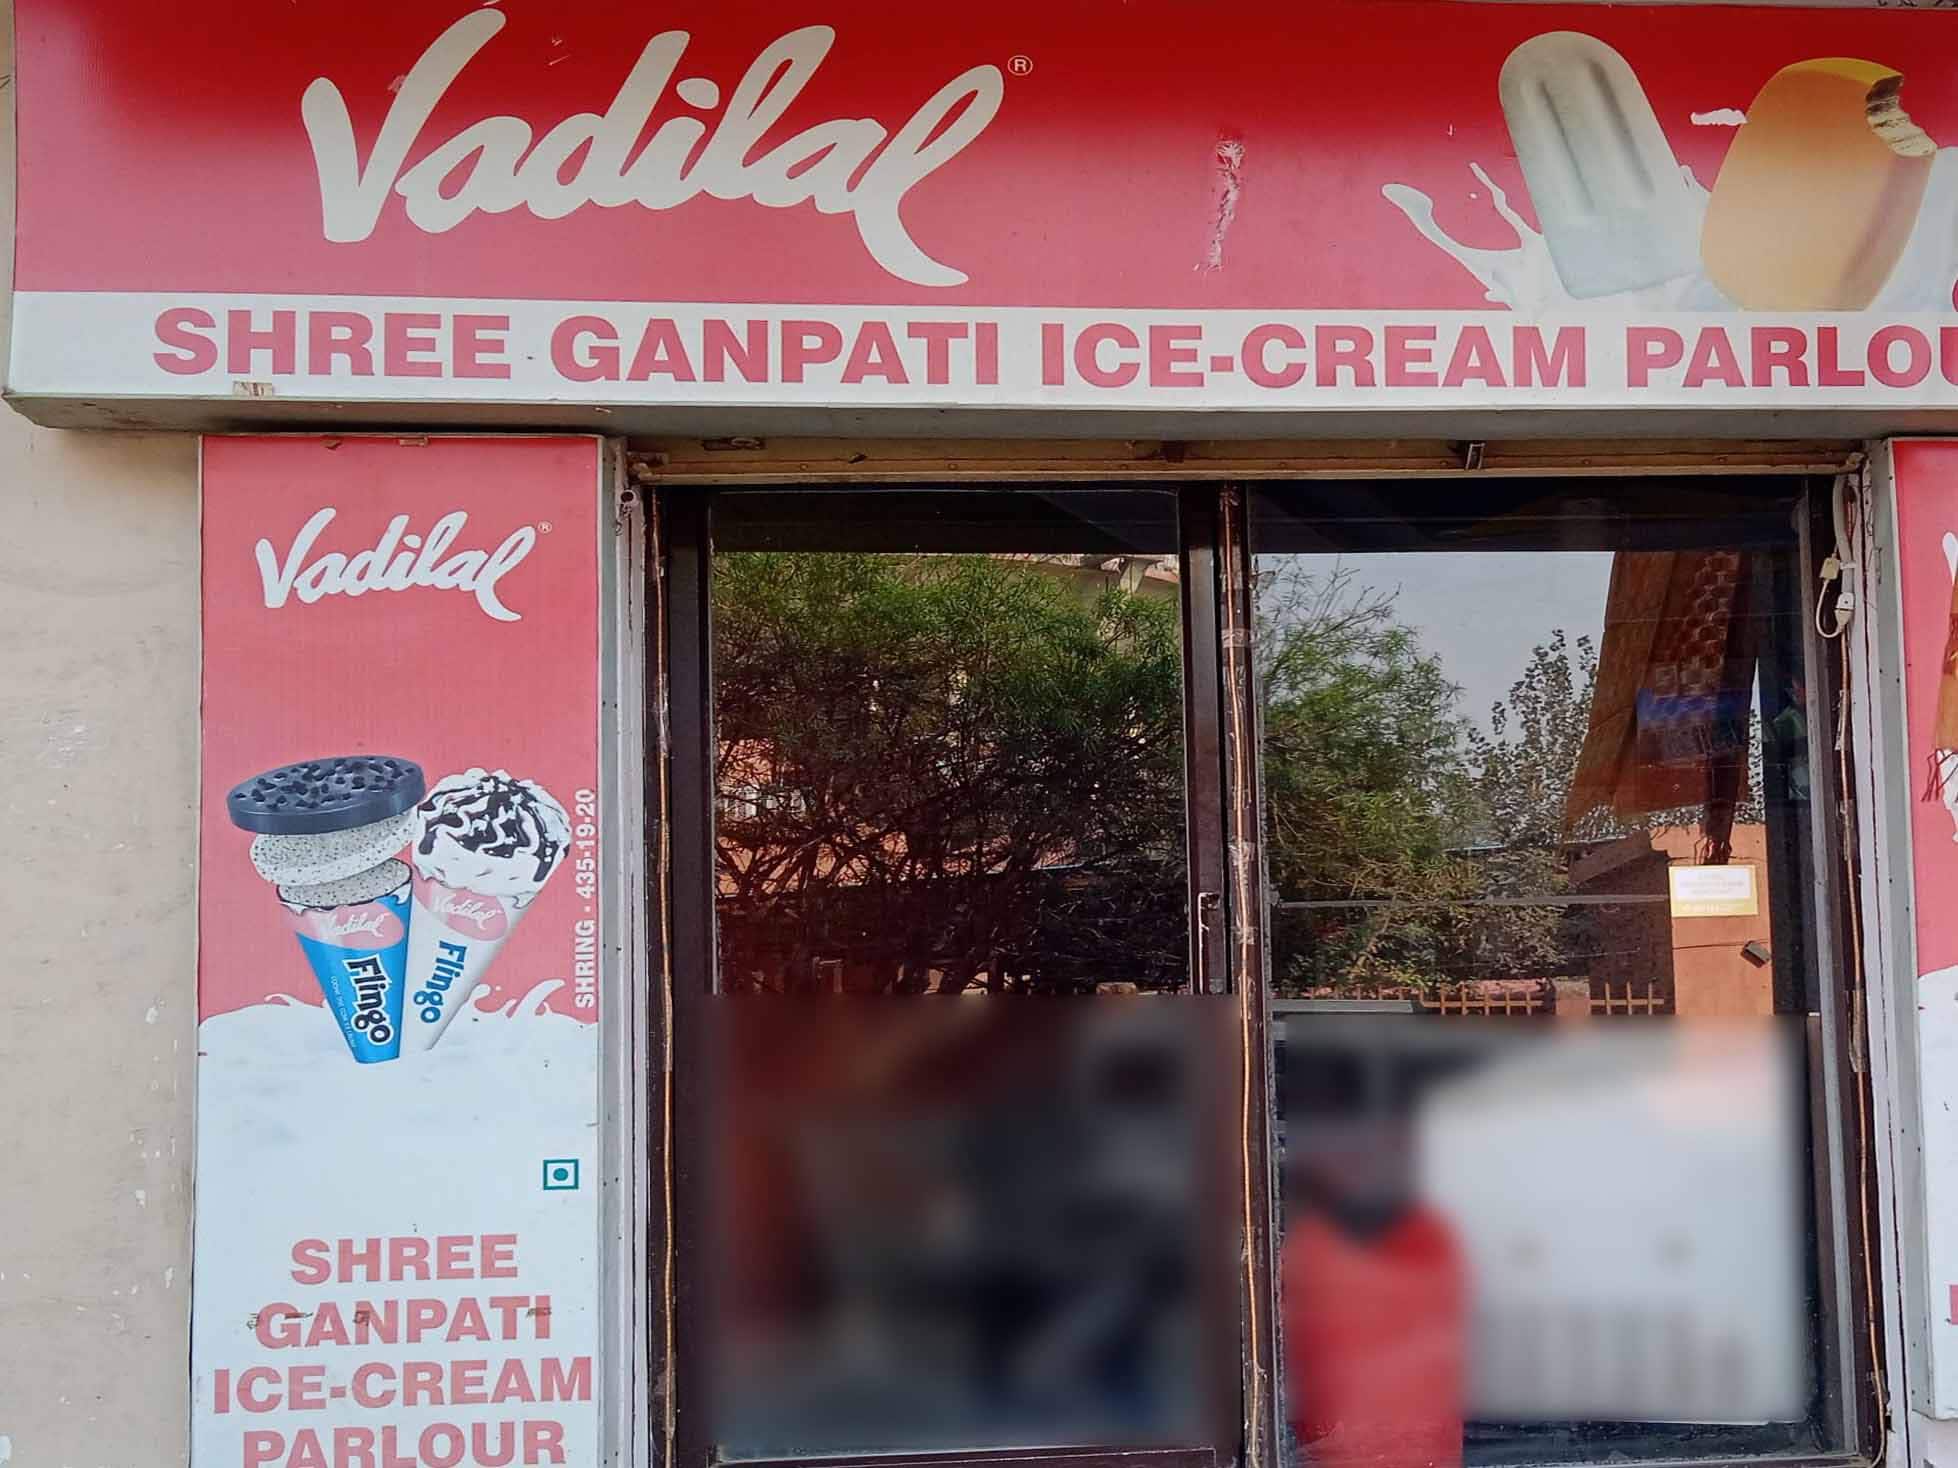 Vadilal®
SHREE GANPATI ICE-CREAM PARLOU
Vadilal®
Vadilal
Flingo
Vadilal
Flingo
SHRING - 435-19-20
SHREE
GANPATI
ICE-CREAM
PARLOUR